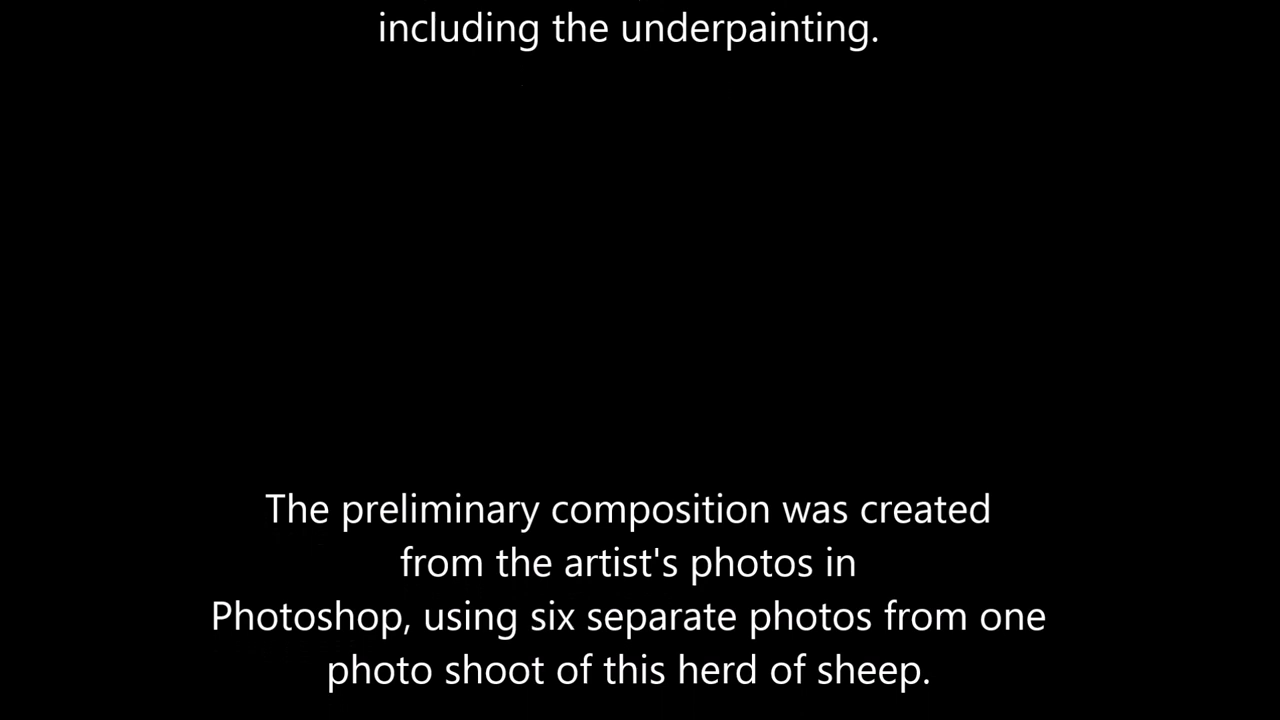 including the underpainting.
The preliminary composition was created
from the artist's photos in
Photoshop, using six separate photos from one
photo shoot of this herd of sheep.